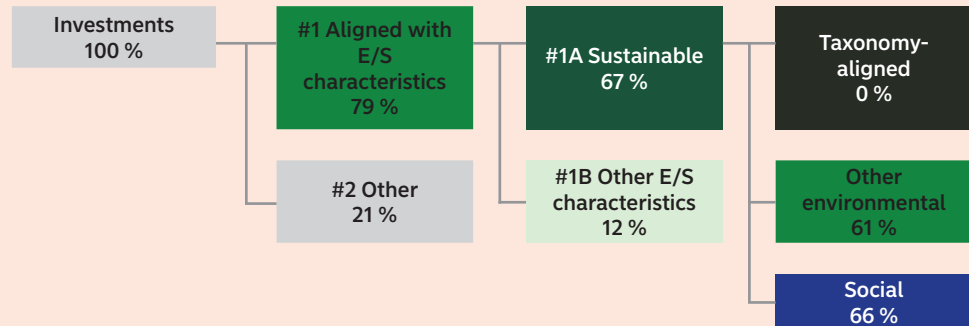 Investments
100 %
#1 Aligned with
E/S
characteristics
79 %
#1A Sustainable
67 %
Taxonomy-
aligned
0 %
#2 Other
21 %
#1B Other E/S
characteristics
12 %
Other
environmental
61 %
Social
66 %